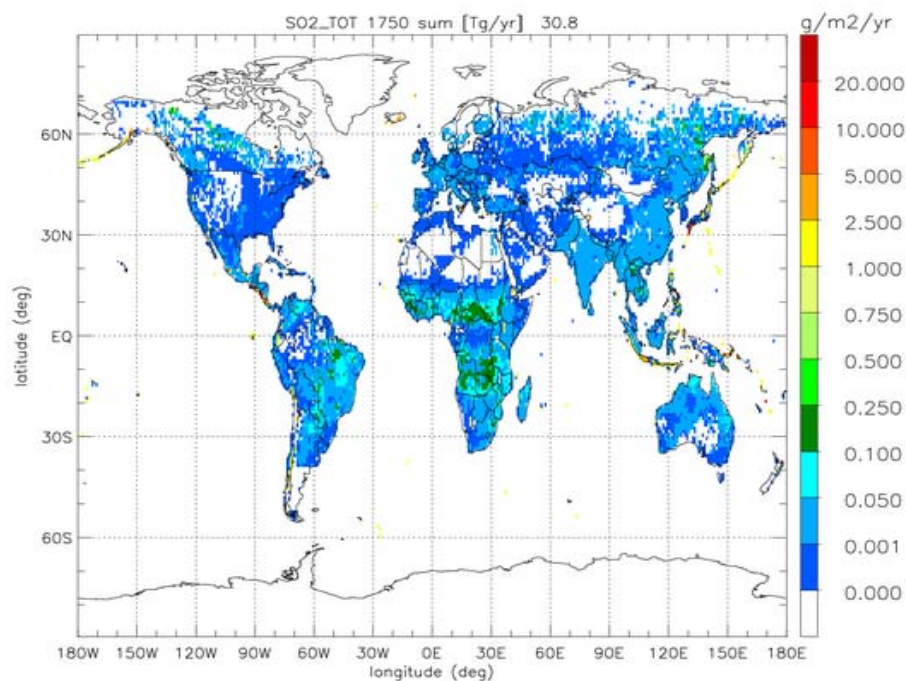 SO2_TOT 1750 sum [Tg/yr] 30.8
g/m2/yr
20.000
10.000
5.000
2.500
1.000
0.750
0.500
0.250
0.100
0.050
0.001
0.000
60N
30N
EQ
30S
60S
latitude (deg)
180W 150W 120W 90W 60W 30W 0E 30E 60E 90E 120E 150E 180E
longitude (deg)